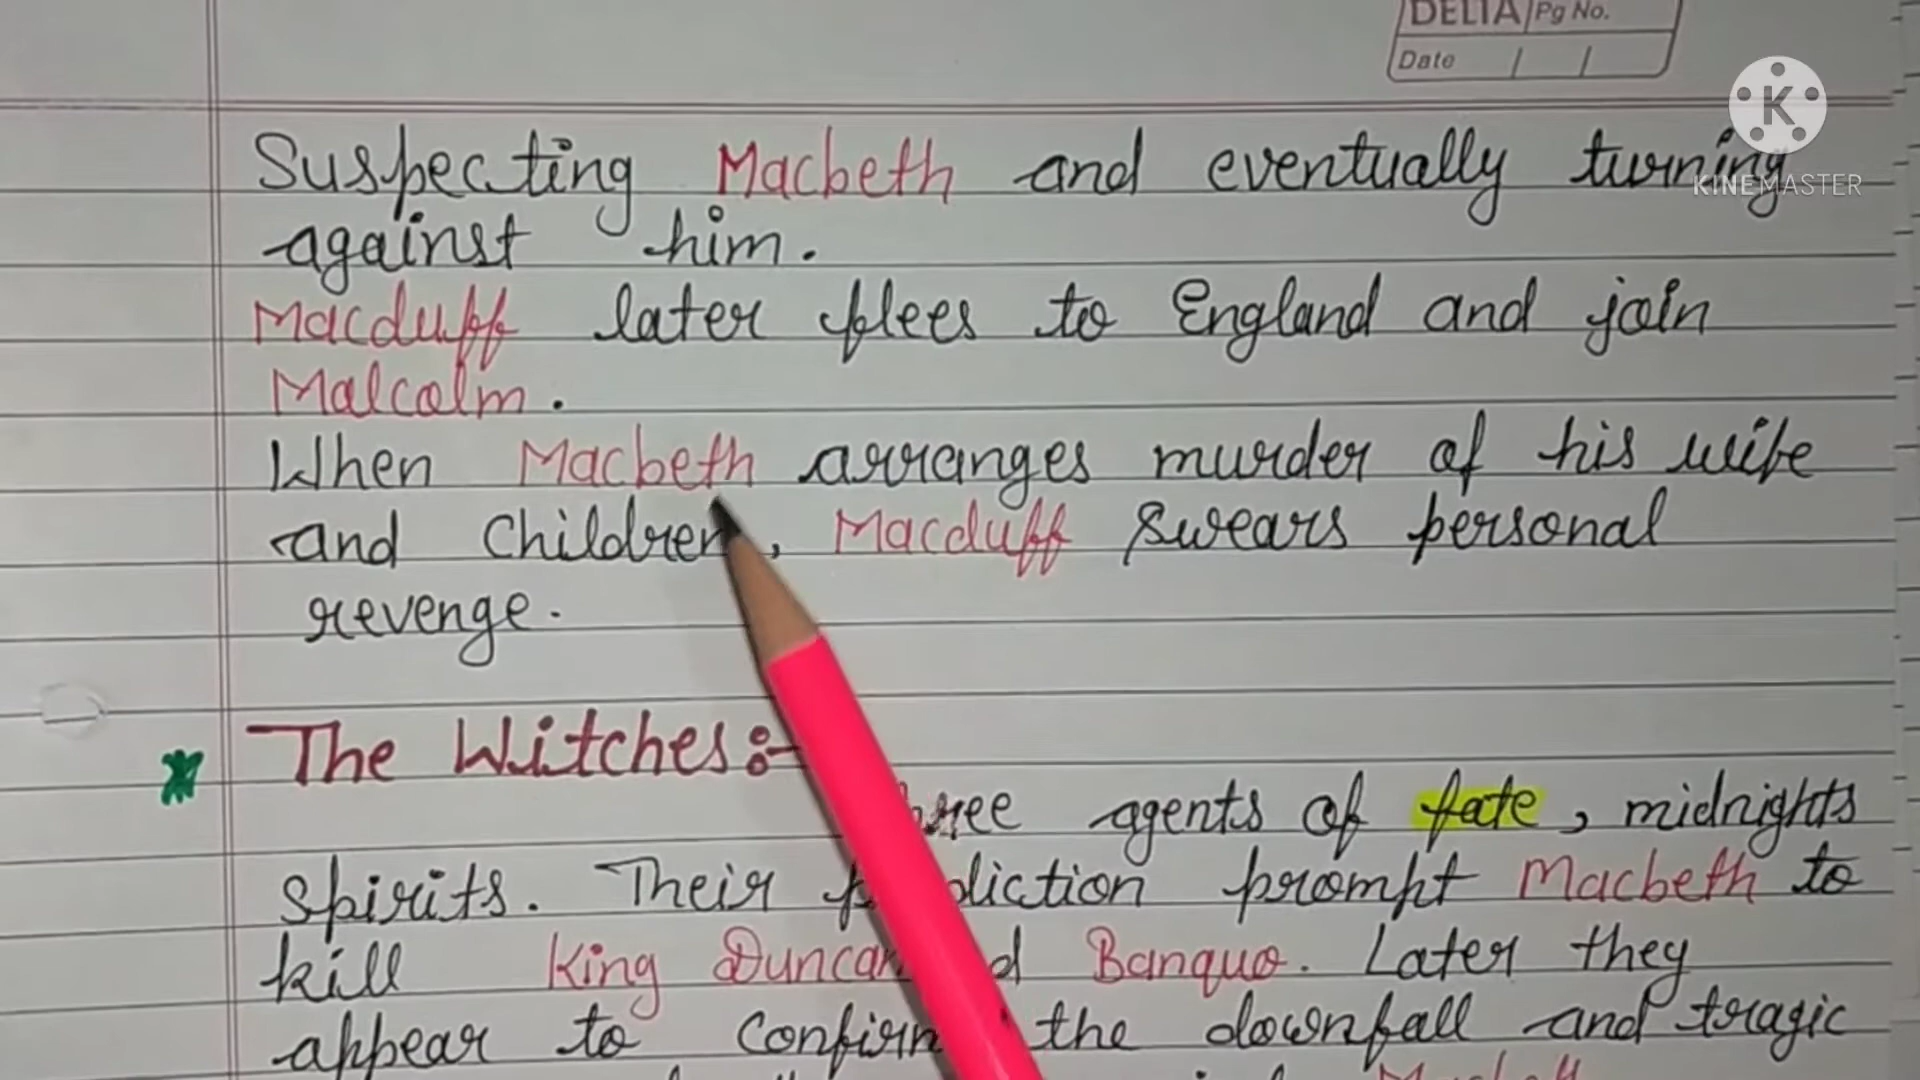 DELTA Pg No.
Date
K
KINEMASTER
Suspecting Macbeth and eventually turning
against him.
Macduff later flees to England and join
Malcolm.
When Macbeth arranges murder of his wife
and children, Macduff swears personal
revenge.
* The Witches:-
agents of fate, midnights
spirits. Their prompt Macbeth to
kill King Duncan Banquo. Later they
appear to confirm the downfall and tragic